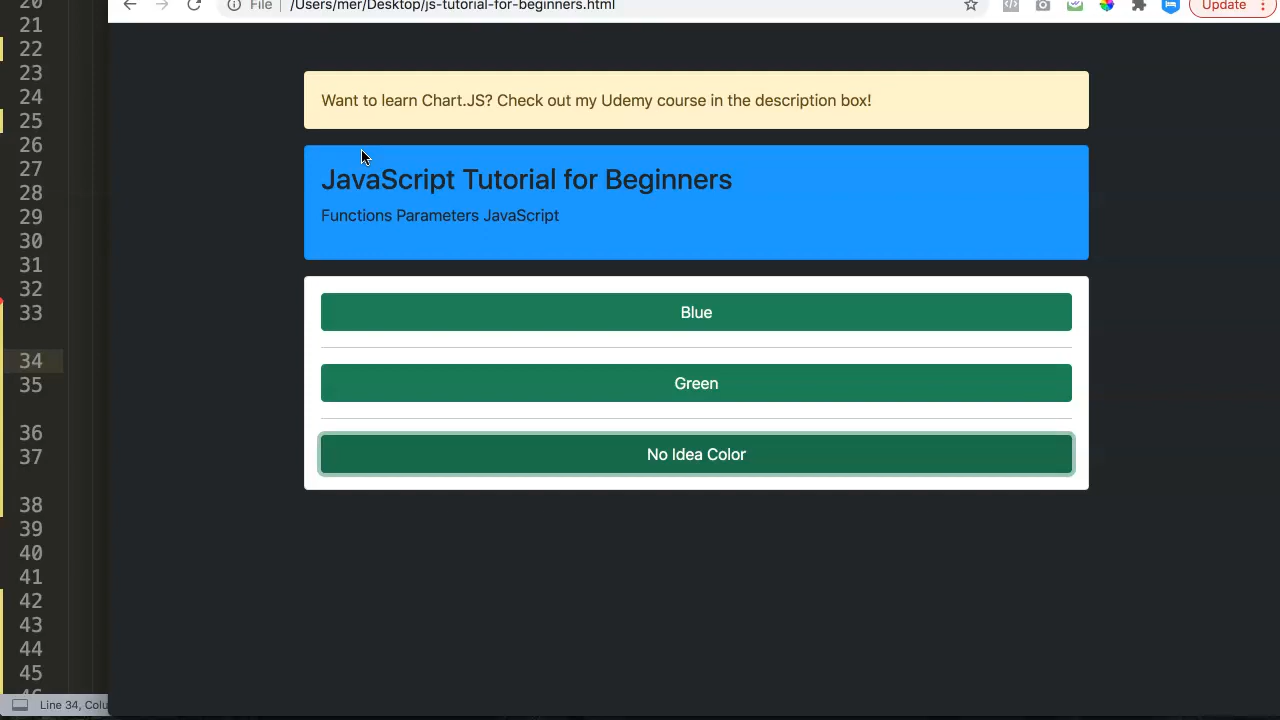 File
/Users/mer/Desktop/js-tutorial-for-beginners.html
Update
21
22
23
24
25
26
27
28
29
30
31
32
33
34
35
36
37
38
39
40
41
42
43
44
45
Want to learn Chart.JS? Check out my Udemy course in the description box!
JavaScript Tutorial for Beginners
Functions Parameters JavaScript
Blue
Green
No Idea Color
Line 34, Colu